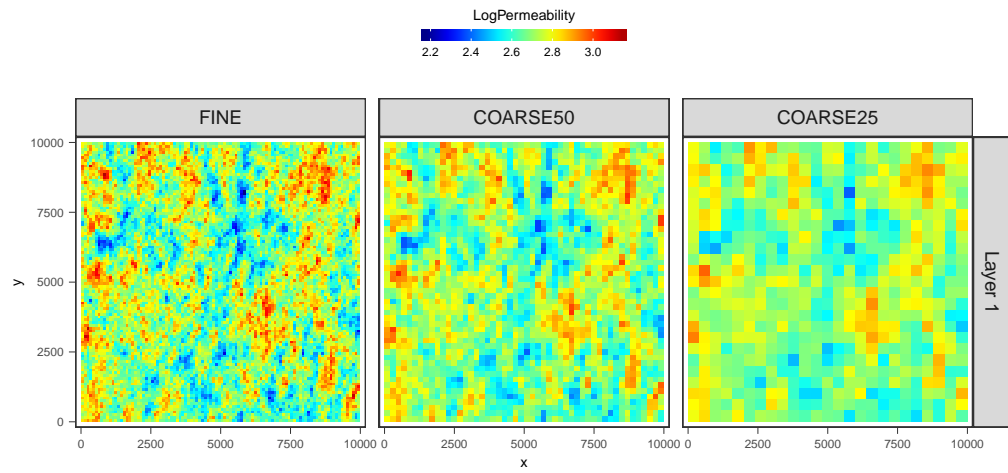 LogPermeability
2.2 2.4 2.6 2.8 3.0
FINE COARSE50 COARSE25
Layer 1
10000
7500
5000
2500
0
y
0 2500 5000 7500 10000 0 2500 5000 7500 10000 0 2500 5000 7500 10000
x